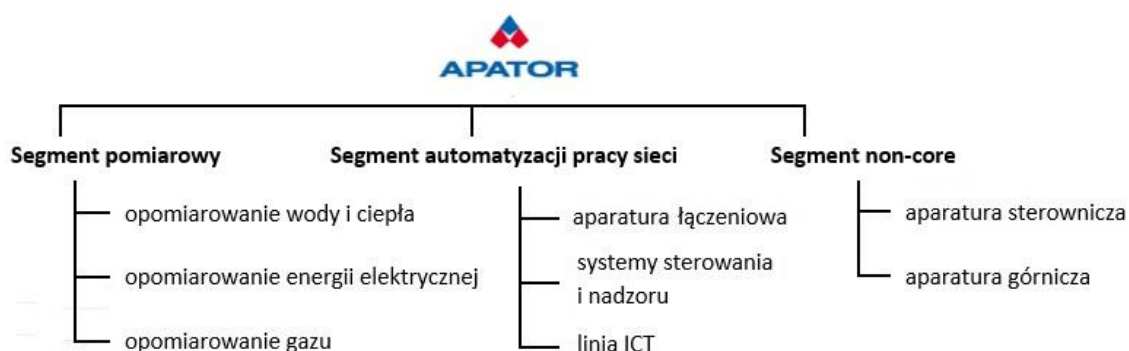 APATOR
Segment pomiarowy
opomiarowanie wody i ciepła
opomiarowanie energii elektrycznej
opomiarowanie gazu
Segment automatyzacji pracy sieci
aparatura łączeniowa
systemy sterowania
i nadzoru
linia ICT
Segment non-core
aparatura sterownicza
aparatura górnicza